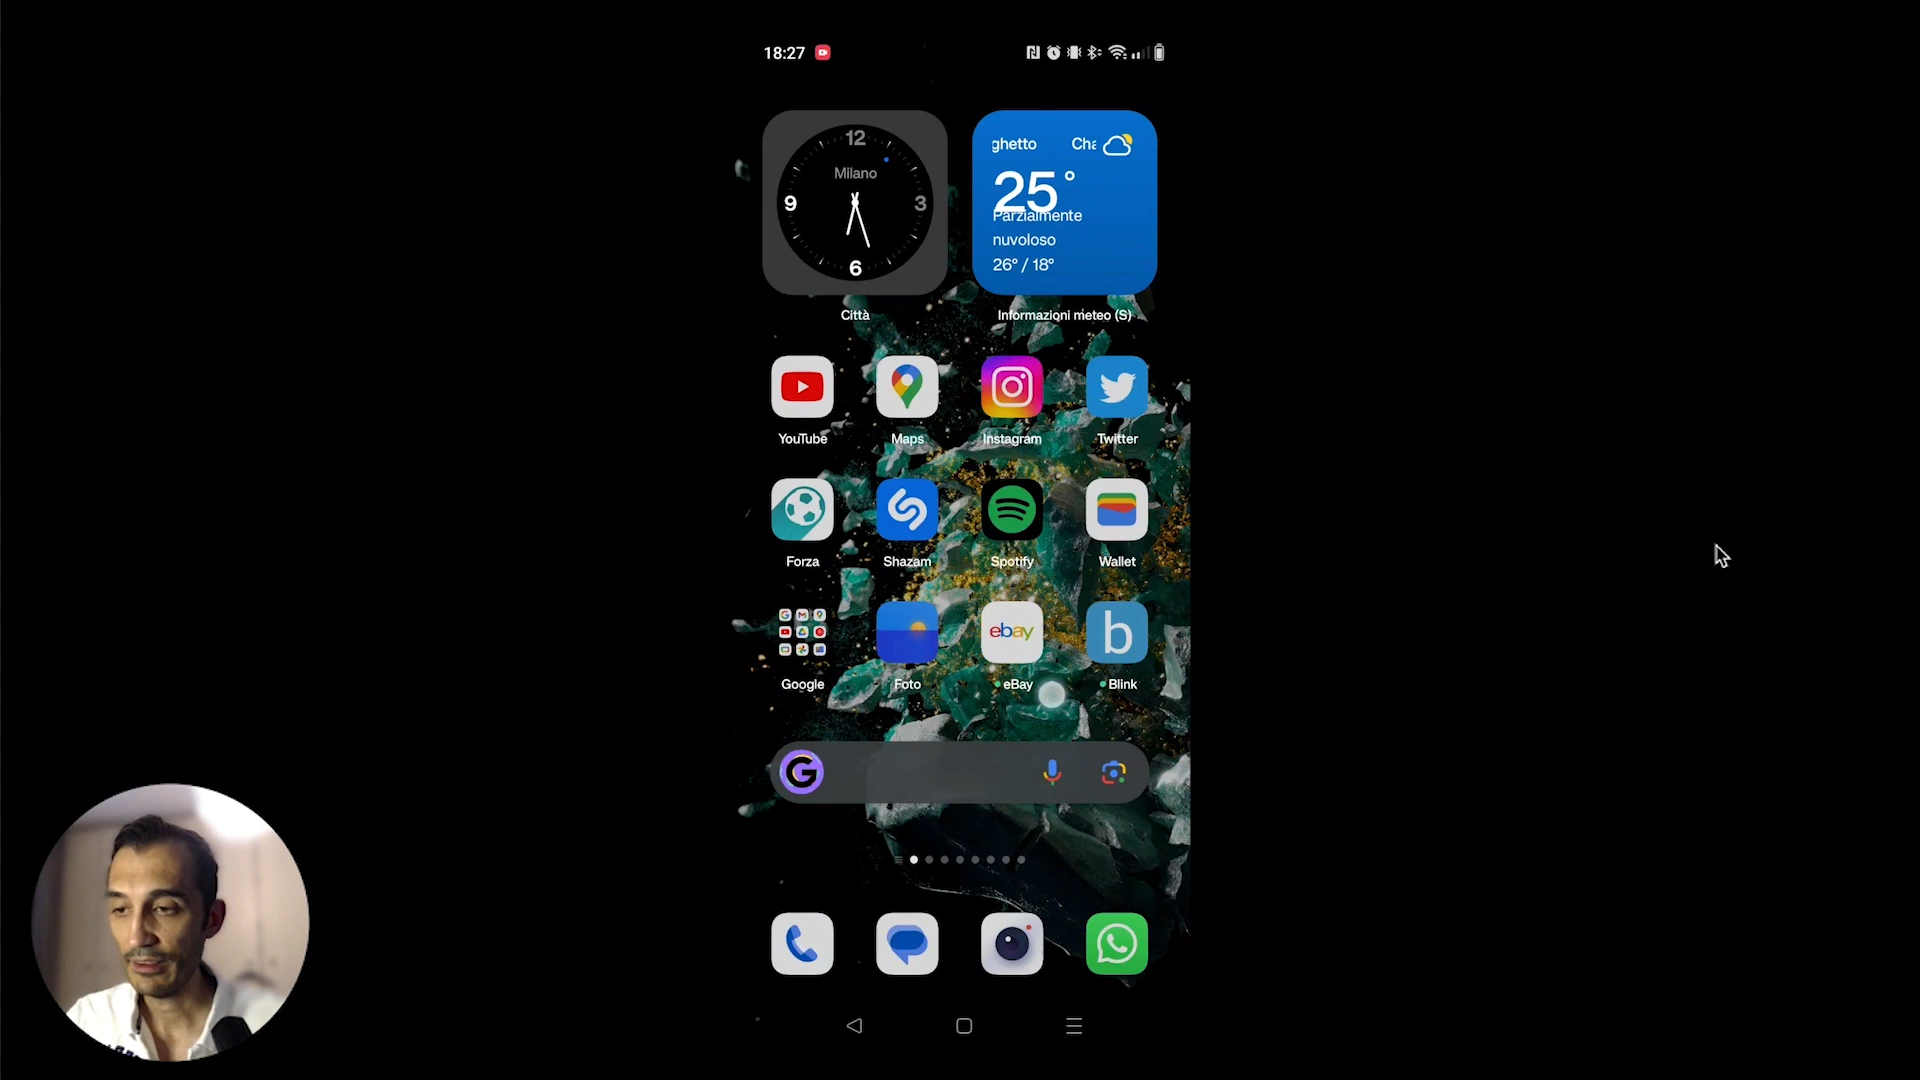 18:27
12
Milano
9
3
6
ghetto Cha
25°
Parzialmente
nuvoloso
26° / 18°
Città
Informazioni meteo (S)
YouTube
Maps
Instagram
Twitter
Forza
Shazam
Spotify
Wallet
ebay
b
Google
Foto
eBay
Blink
G